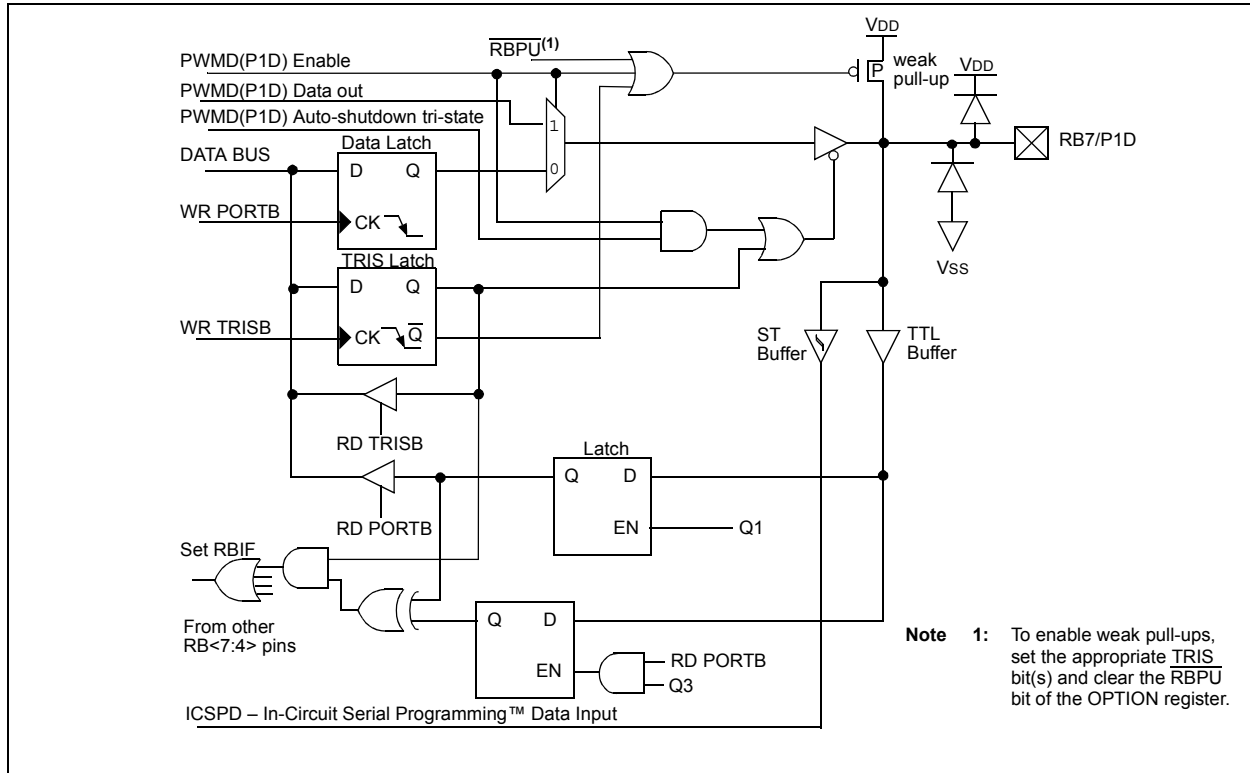 VDD
RBPU(1)
PWMD(P1D) Enable
weak
pull-up
VDD
P
PWMD(P1D) Data out
1
PWMD(P1D) Auto-shutdown tri-state
Data Latch
DATA BUS
D Q
0
RB7/P1D
WR PORTB
CK
VSS
TRIS Latch
D Q
WR TRISB
CK Q
ST
Buffer
TTL
Buffer
RD TRISB
Latch
Q D
RD PORTB
EN
Q1
Set RBIF
Q D
From other
RB<7:4> pins
EN
RD PORTB
Q3
Note 1: To enable weak pull-ups,
set the appropriate TRIS
bit(s) and clear the RBPU
bit of the OPTION register.
ICSPD – In-Circuit Serial Programming™ Data Input